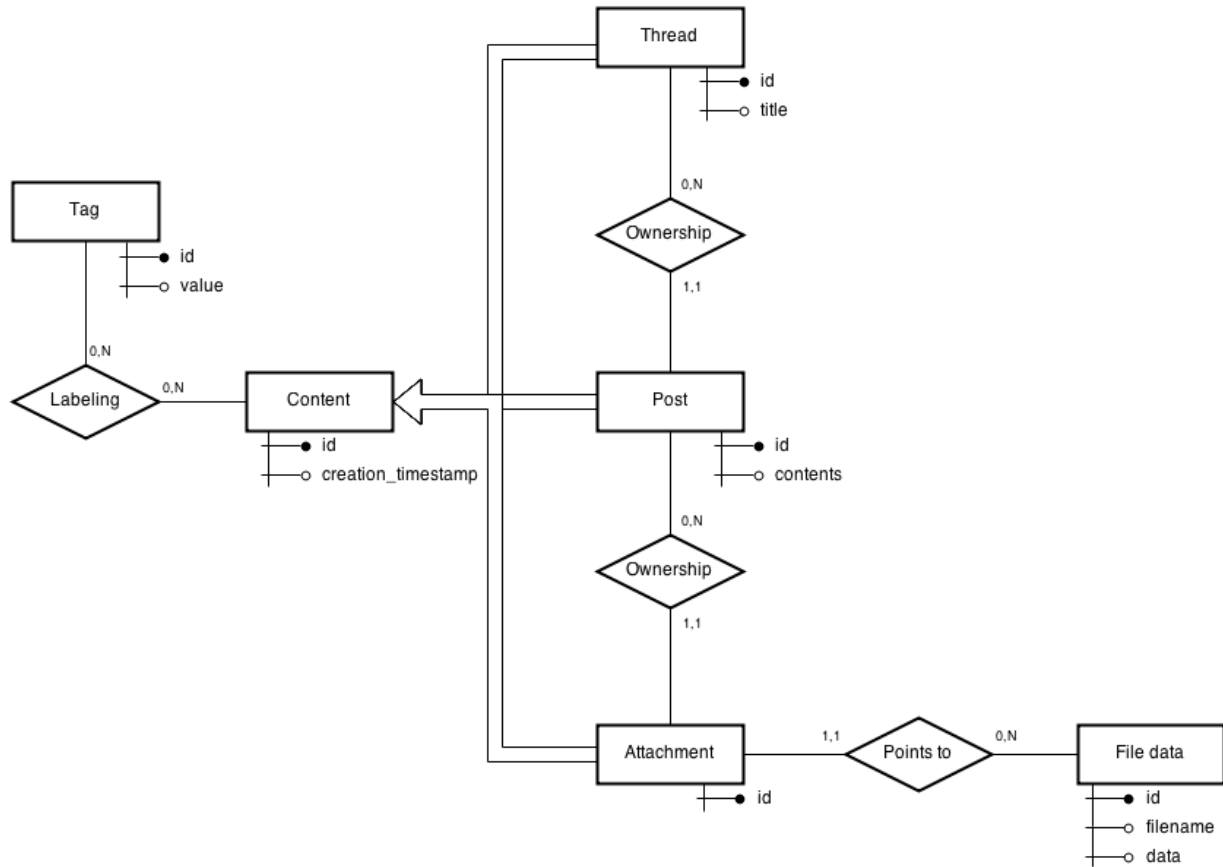 Thread
id
title
0,N
Ownership
1,1
Tag
id
value
0,N
Labeling
0,N
Content
id
creation_timestamp
Post
id
contents
0,N
Ownership
1,1
Attachment
id
1,1
Points to
0,N
File data
id
filename
data